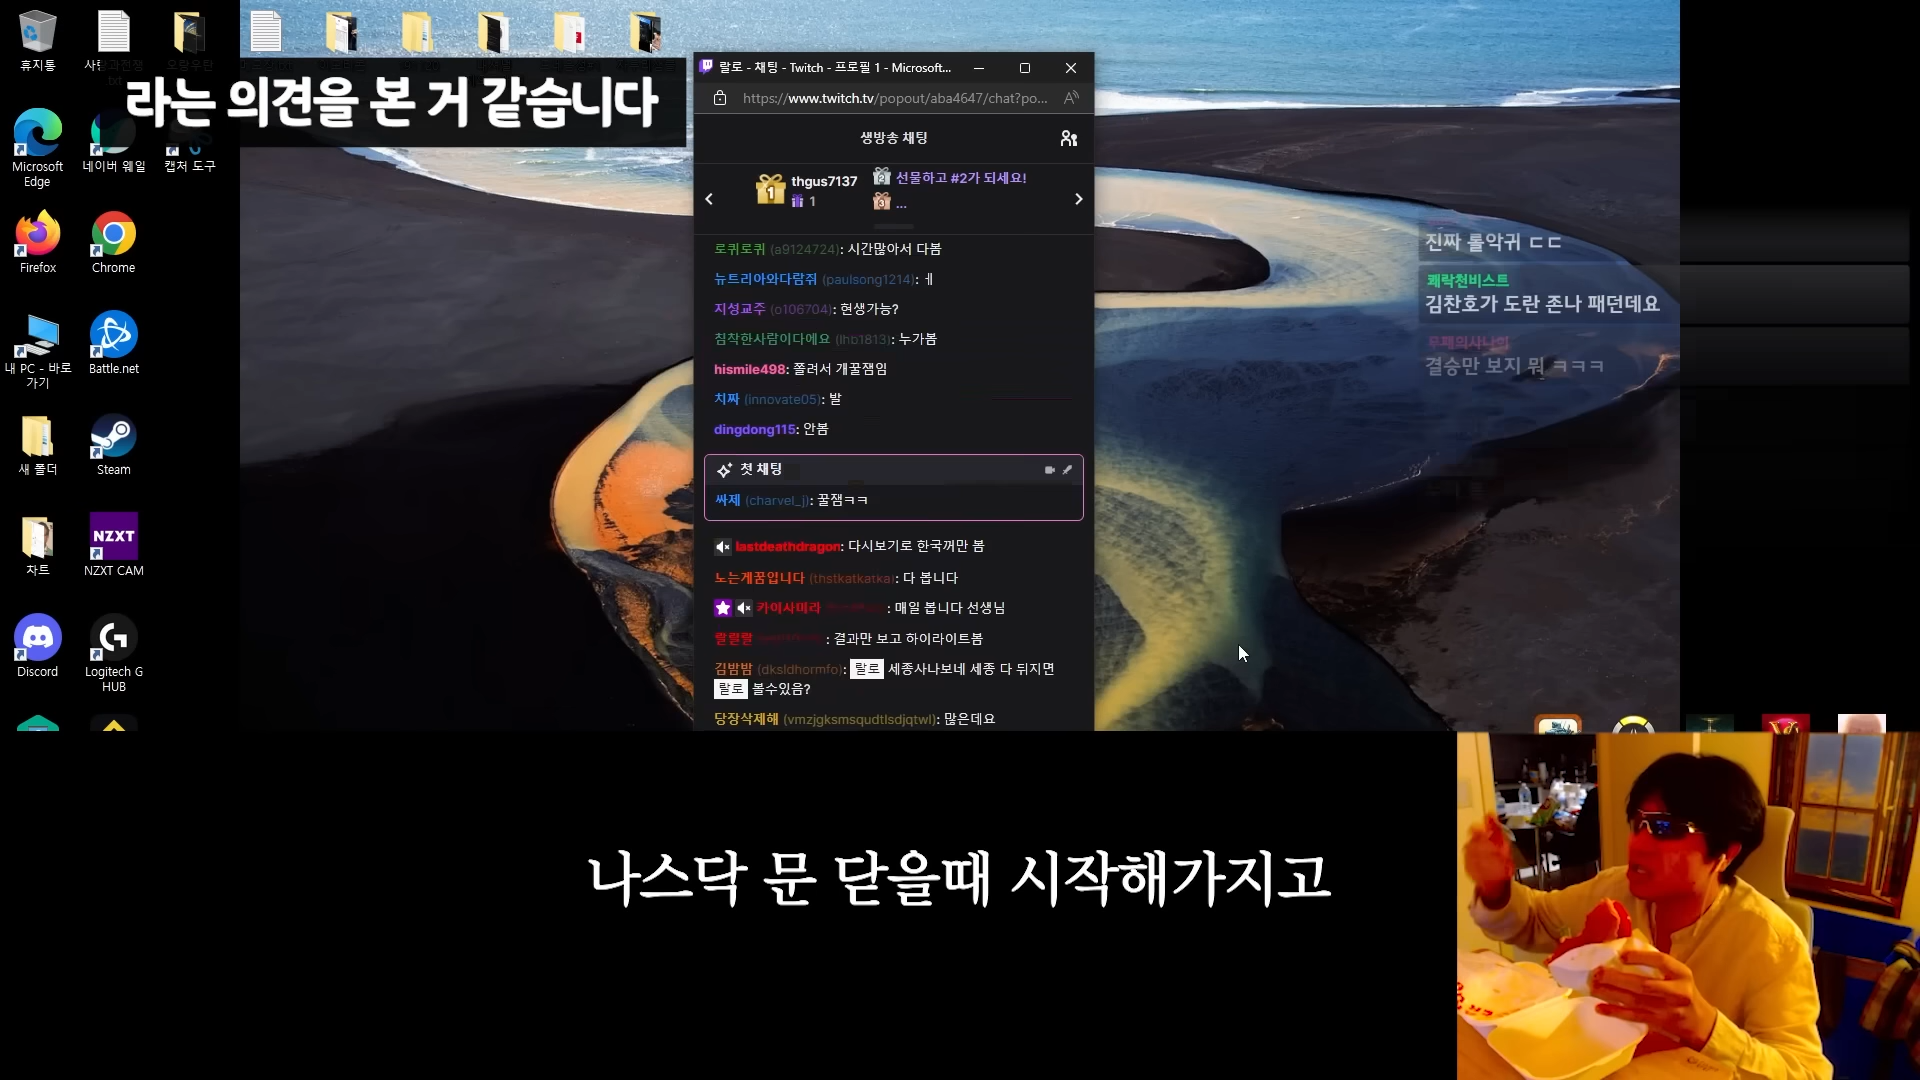 휴지통
라는 의견을 본 거 같습니다
Microsoft Edge
네이버 웨일
캡처 도구
Firefox
Chrome
내 PC - 바로 가기
Battle.net
새 폴더
Steam
차트
NZXT
NZXT CAM
Discord
Logitech G HUB
랄로 - 채팅 - Twitch - 프로필 1 - Microsoft...
https://www.twitch.tv/popout/aba4647/chat?po...
생방송 채팅
1 thgus7137
1
선물하고 #2가 되세요!
...
로퀴로퀴 (a9124724): 시간많아서 다봄
뉴트리아와다람쥐 (paulsong1214): ㅔ
지성교주 (o106704): 현생가능?
침착한사람이다에요 (lhb1813): 누가봄
hismile498: 쫄려서 개꿀잼임
치짜 (innovate05): 발
dingdong115: 안봄
첫 채팅
싸제 (charvel_j): 꿀잼ㅋㅋ
lastdeathdragon: 다시보기로 한국꺼만 봄
노는게꿈입니다 (thstkatkatka): 다 봅니다
카이사미라 : 매일 봅니다 선생님
랄랄랄 : 결과만 보고 하이라이트봄
김밤밤 (dksldhormfo): 랄로 세종사나보네 세종 다 뒤지면
랄로 볼수있음?
당장삭제해 (vmzjgksmsqudtlsdjqtwl): 많은데요
진짜 롤악귀 ㄷㄷ
쾌락천비스트
김찬호가 도란 존나 패던데요
결승만 보지 뭐 ㅋㅋㅋ
나스닥 문 닫을때 시작해가지고